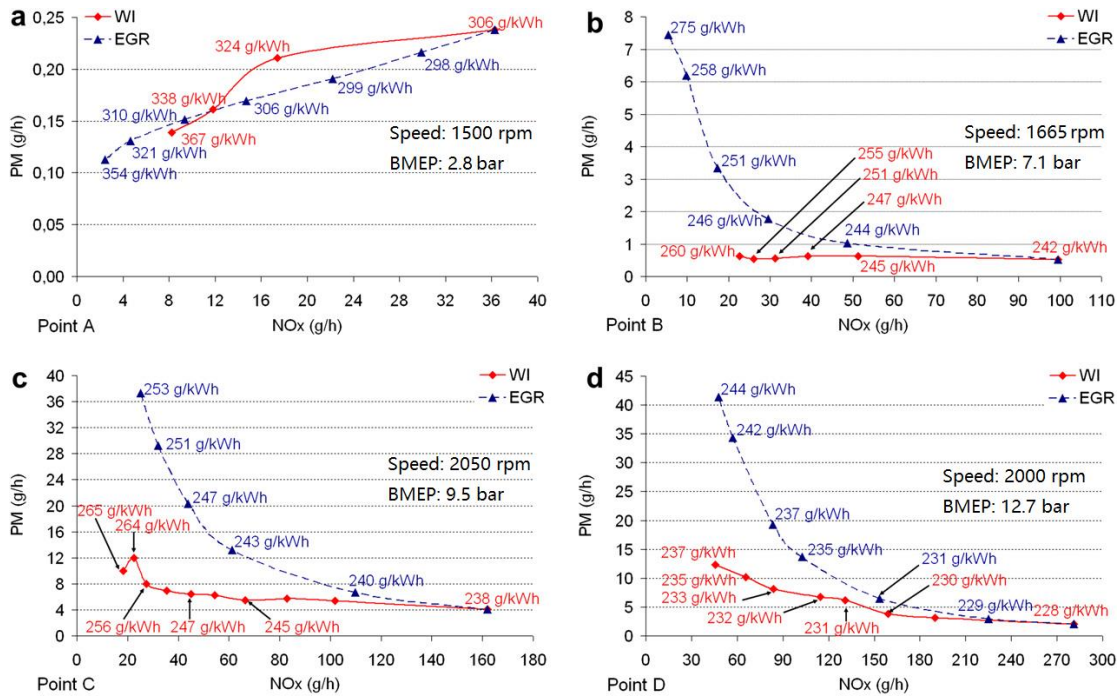 a
WI
EGR
PM (g/h)
0,25
0,20
0,15
0,10
0,05
0,00
306 g/kWh
324 g/kWh
298 g/kWh
299 g/kWh
338 g/kWh
310 g/kWh
306 g/kWh
367 g/kWh
321 g/kWh
354 g/kWh
Speed: 1500 rpm
BMEP: 2.8 bar
0 4 8 12 16 20 24 28 32 36 40
Point A
NOx (g/h)
b
WI
EGR
PM (g/h)
8
7
6
5
4
3
2
1
0
275 g/kWh
258 g/kWh
251 g/kWh
246 g/kWh
255 g/kWh
251 g/kWh
247 g/kWh
244 g/kWh
242 g/kWh
260 g/kWh
245 g/kWh
Speed: 1665 rpm
BMEP: 7.1 bar
0 10 20 30 40 50 60 70 80 90 100 110
Point B
NOx (g/h)
c
WI
EGR
PM (g/h)
40
36
32
28
24
20
16
12
8
4
0
253 g/kWh
251 g/kWh
247 g/kWh
265 g/kWh
264 g/kWh
243 g/kWh
240 g/kWh
238 g/kWh
256 g/kWh
247 g/kWh
245 g/kWh
Speed: 2050 rpm
BMEP: 9.5 bar
0 20 40 60 80 100 120 140 160 180
Point C
NOx (g/h)
d
WI
EGR
PM (g/h)
45
40
35
30
25
20
15
10
5
0
244 g/kWh
242 g/kWh
237 g/kWh
237 g/kWh
235 g/kWh
231 g/kWh
235 g/kWh
230 g/kWh
233 g/kWh
229 g/kWh
228 g/kWh
232 g/kWh
231 g/kWh
Speed: 2000 rpm
BMEP: 12.7 bar
0 30 60 90 120 150 180 210 240 270 300
Point D
NOx (g/h)